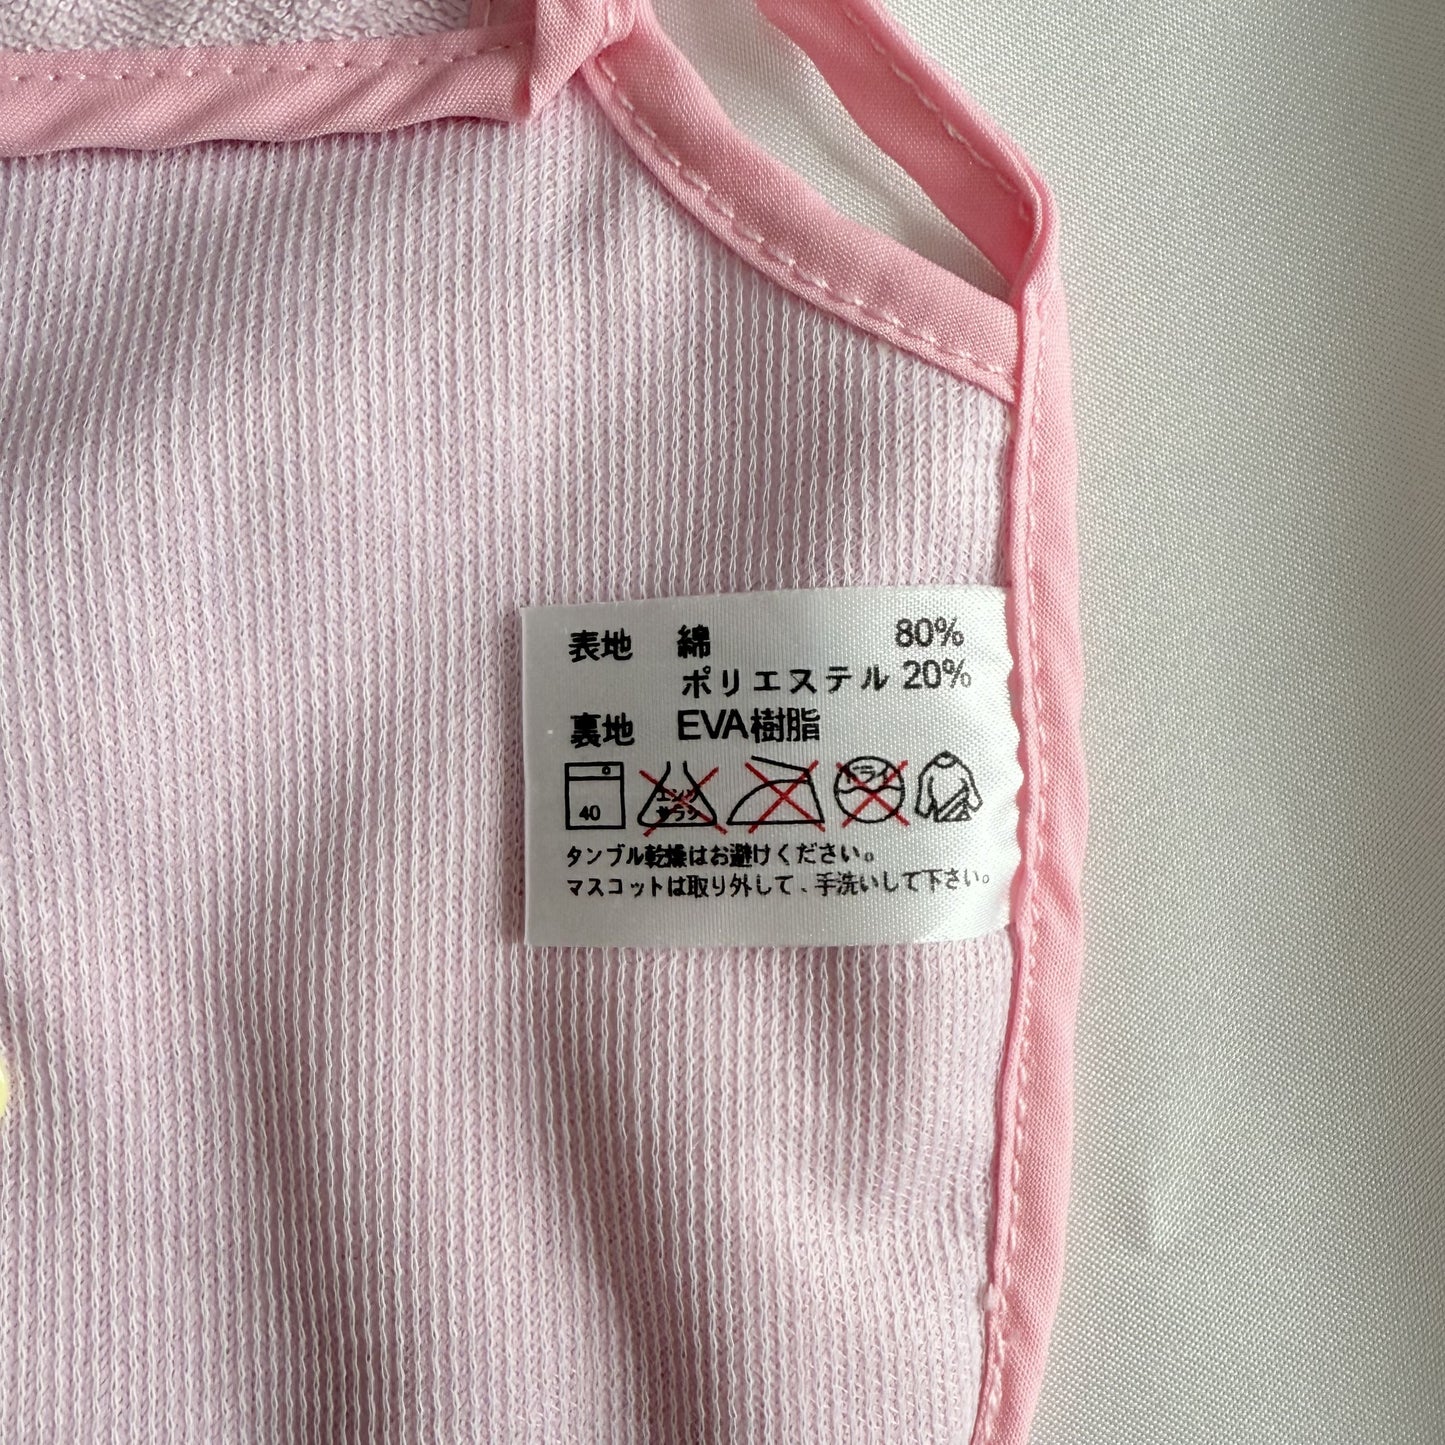 表地 綿 80%
ポリエステル 20%
裏地 EVA樹脂
40 エンソ サラシ ドライ
タンブル乾燥はお避けください。
マスコットは取り外して、手洗いして下さい。